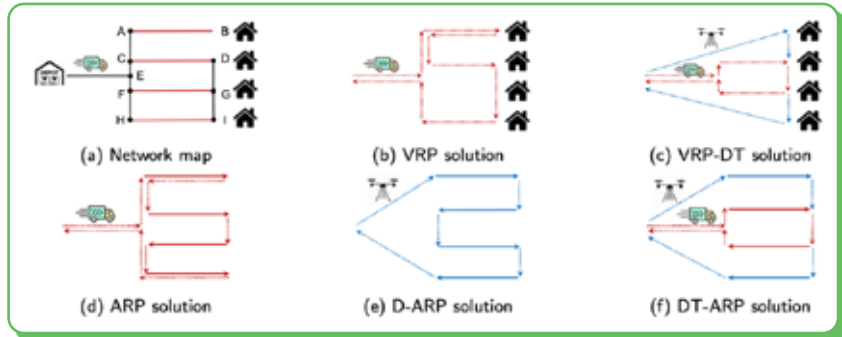 A B
C D
E
F G
H I
(a) Network map
(b) VRP solution
(c) VRP-DT solution
(d) ARP solution
(e) D-ARP solution
(f) DT-ARP solution